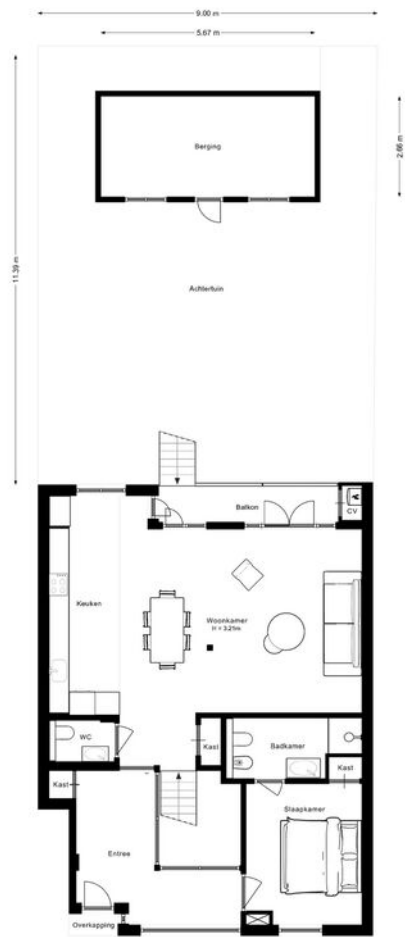 9.00 m
5.67 m
11.39 m
2.66 m
Berging
Achtertuin
Balkon
CV
Keuken
Woonkamer
H = 3.21m
WC
Kast
Badkamer
Kast
Kast
Slaapkamer
Entree
Overkapping